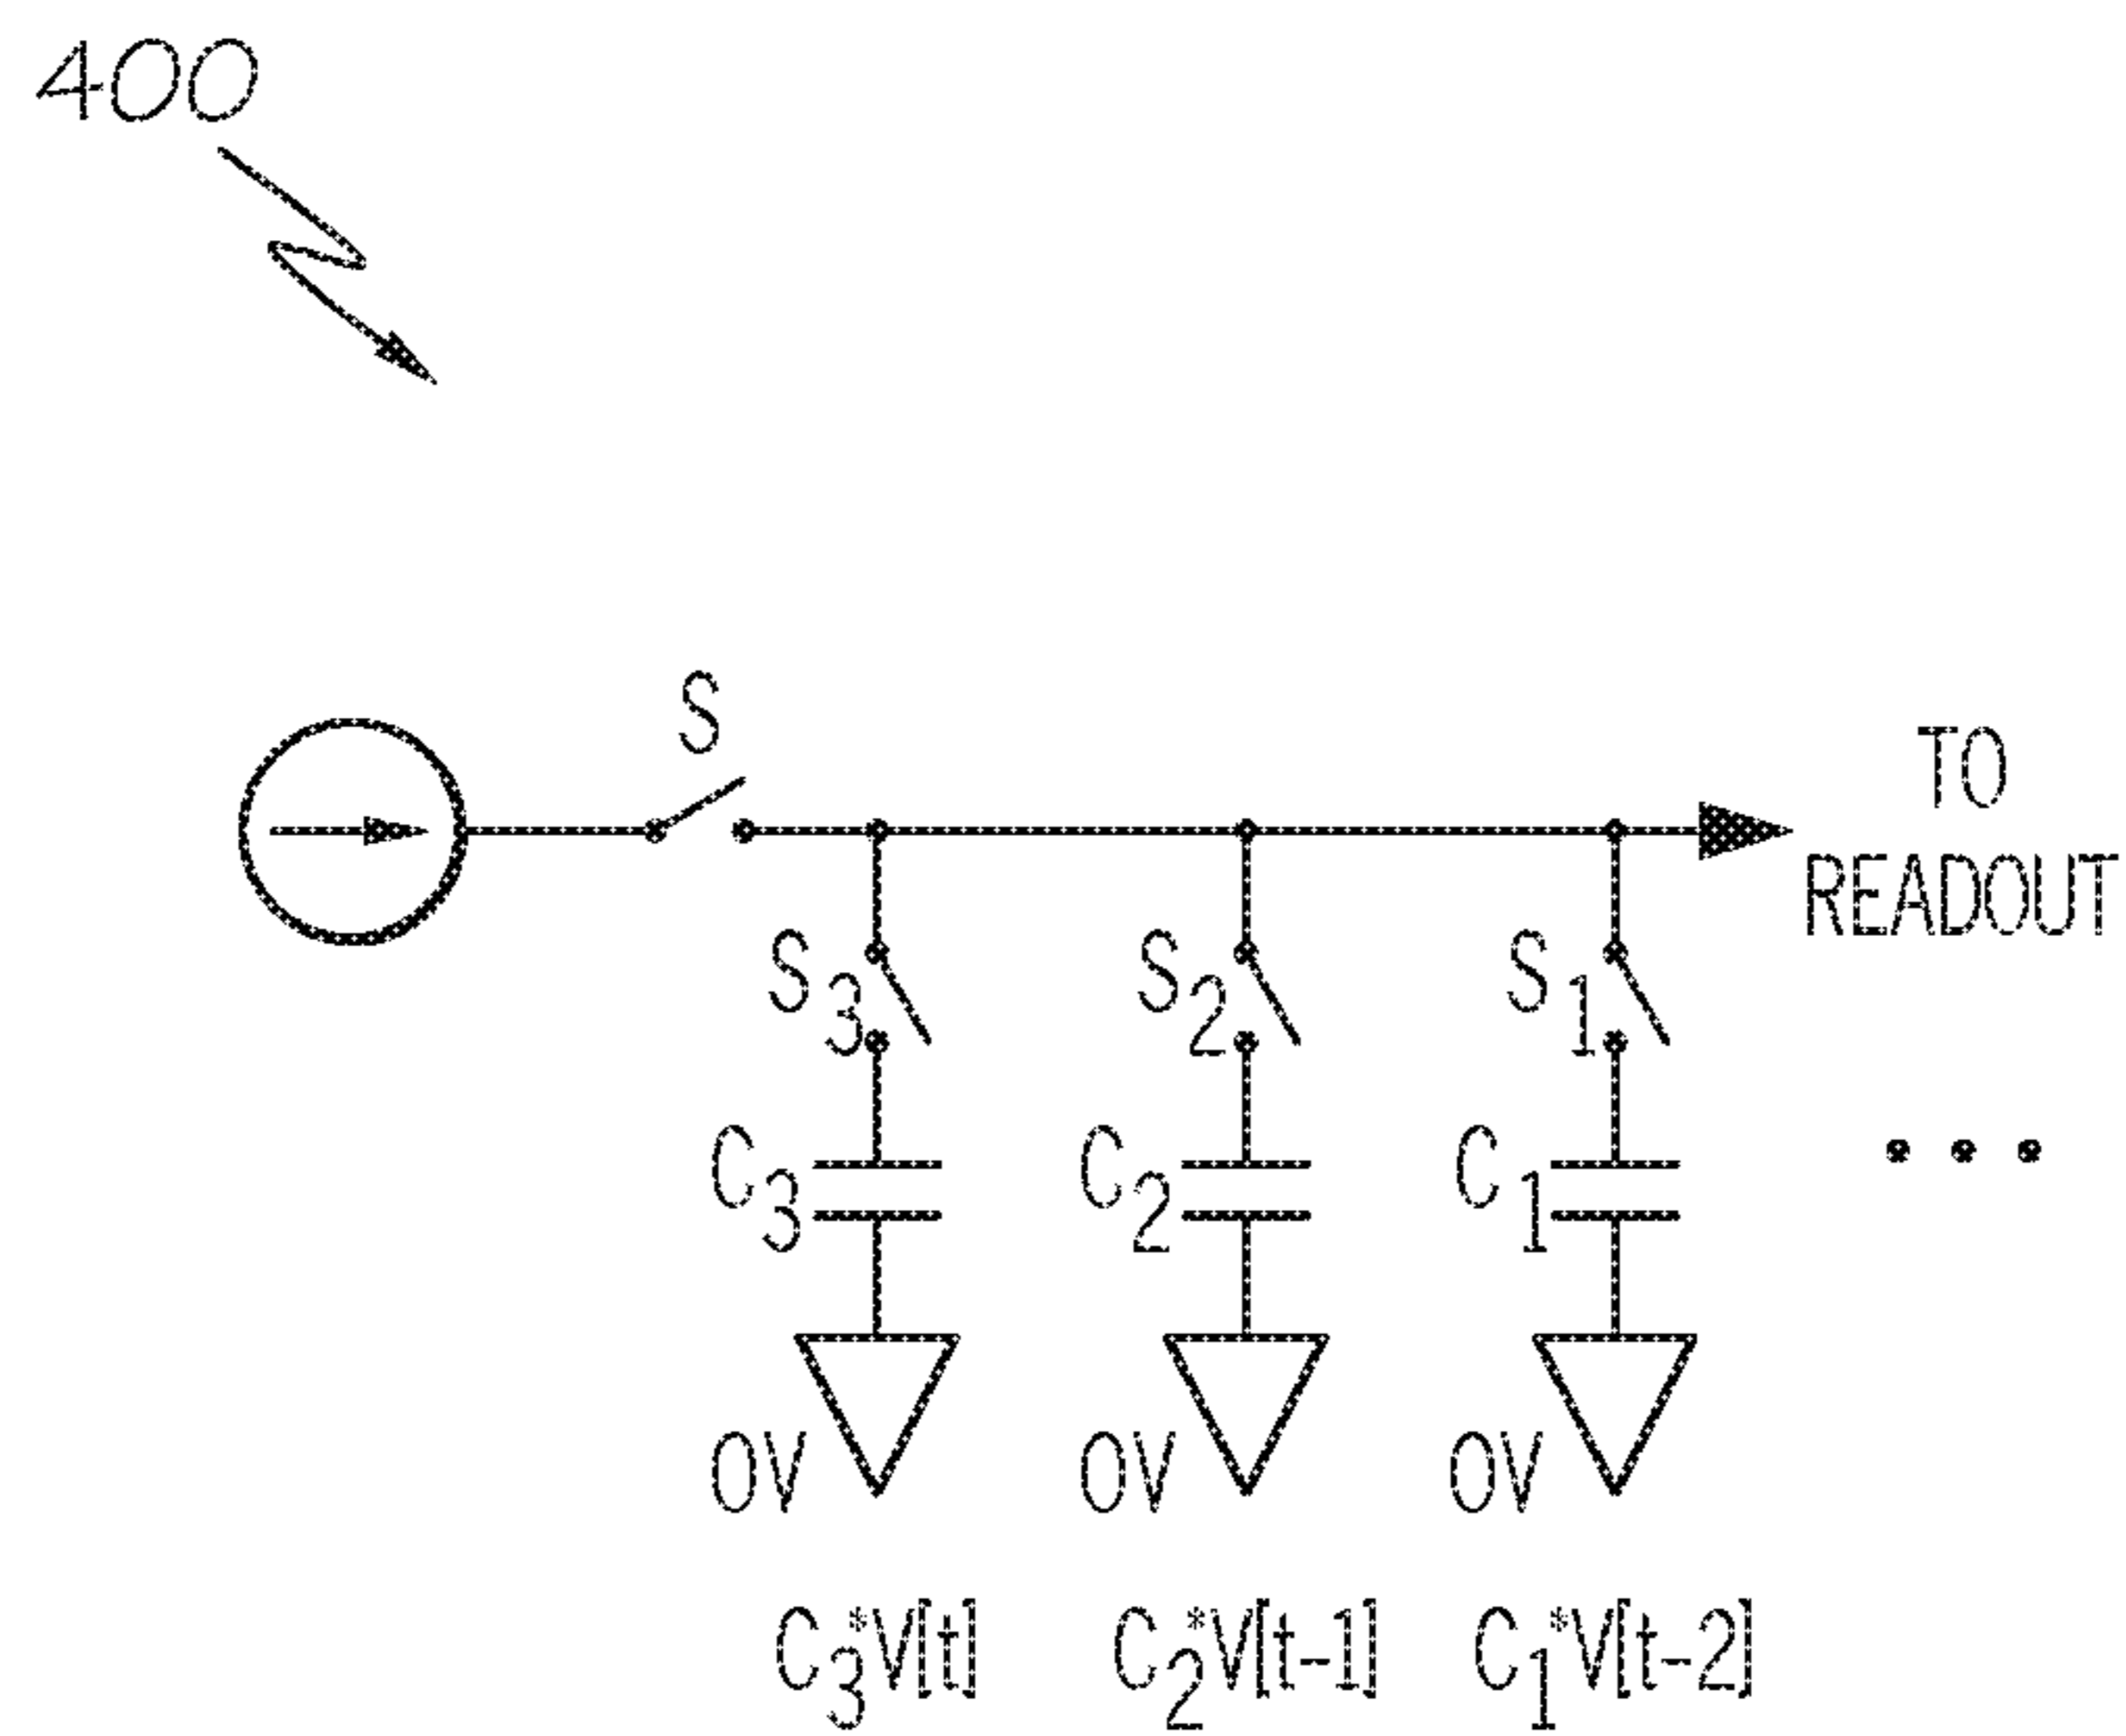 400
S
TO
READOUT
S3 S2 S1
C3 C2 C1
...
0V 0V 0V
C3*V[t] C2*V[t-1] C1*V[t-2]